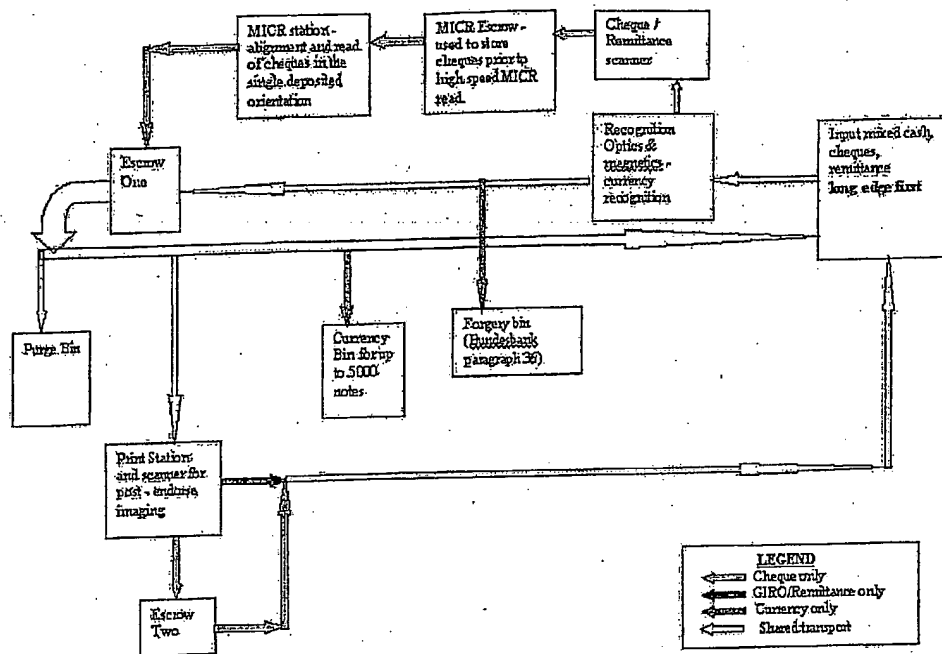 MICR station-
alignment and read
of cheques in the
single deposited
orientation
MICR Escrow-
used to store
cheques prior to
high speed MICR
read.
Cheque /
Remittance
scanner
Recognition
Optics &
magnetics -
currency
recognition
Input mixed cash,
cheques,
remittance
long edge first
Escrow
One
Purge Bin
Currency
Bin for up
to 5000
notes
Forgery bin
(Bundesbank
paragraph 36)
Print Station
and scanner for
post - endorse
imaging
Escrow
Two
LEGEND
Cheque only
GIRO/Remittance only
Currency only
Shared transport